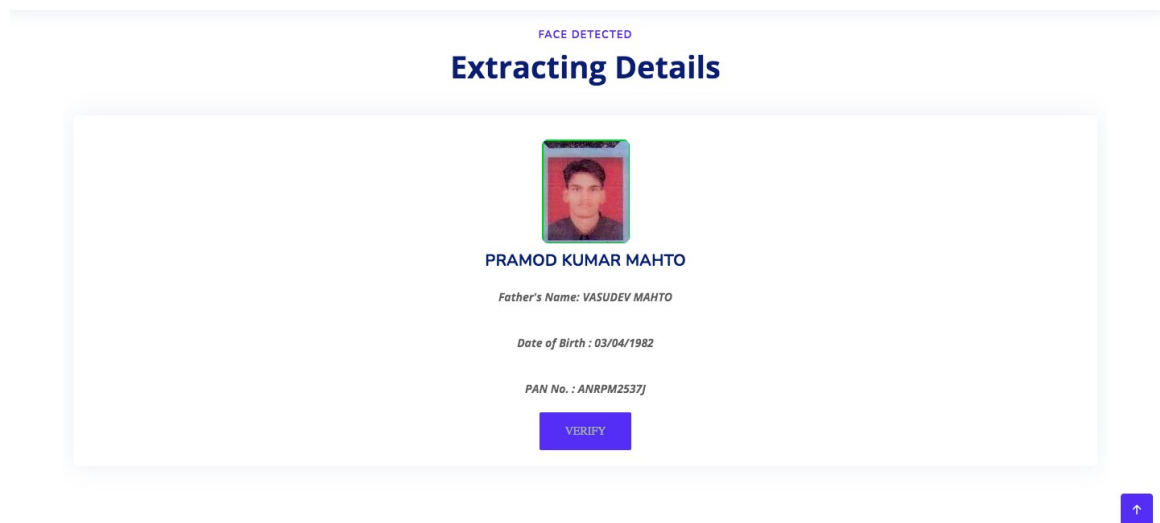 FACE DETECTED
Extracting Details
PRAMOD KUMAR MAHTO
Father's Name: VASUDEV MAHTO
Date of Birth : 03/04/1982
PAN No. : ANRPM2537J
VERIFY